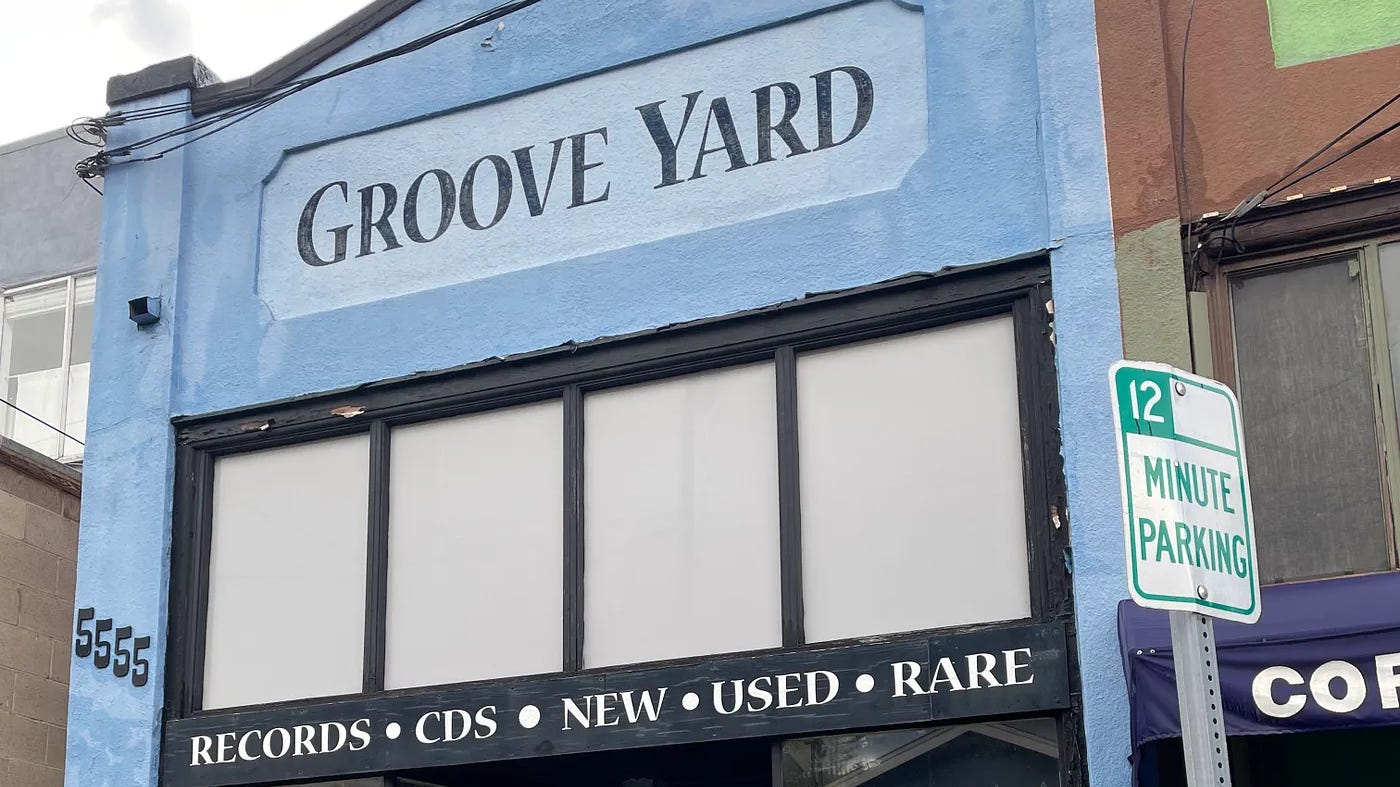 GROOVE YARD
12
MINUTE
PARKING
5555
RECORDS • CDS • NEW • USED • RARE